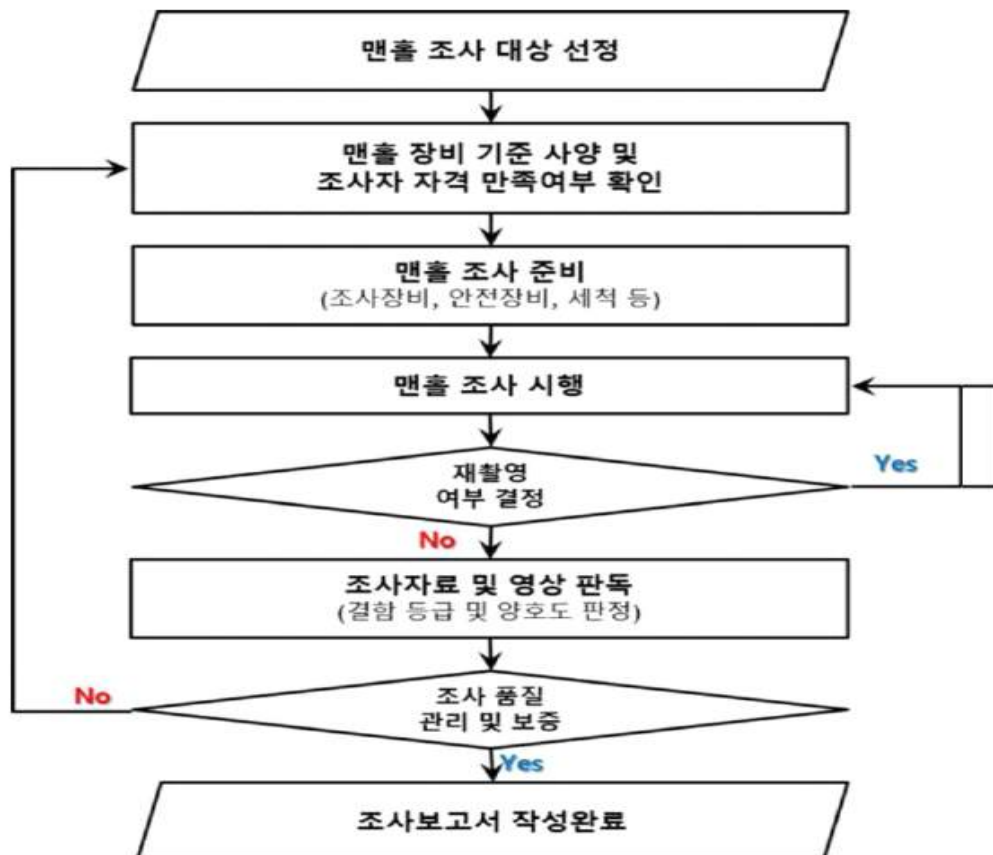 맨홀 조사 대상 선정
맨홀 장비 기준 사양 및
조사자 자격 만족여부 확인
맨홀 조사 준비
(조사장비, 안전장비, 세척 등)
맨홀 조사 시행
재촬영
여부 결정
Yes
No
조사자료 및 영상 판독
(결함 등급 및 양호도 판정)
조사 품질
관리 및 보증
No
Yes
조사보고서 작성완료